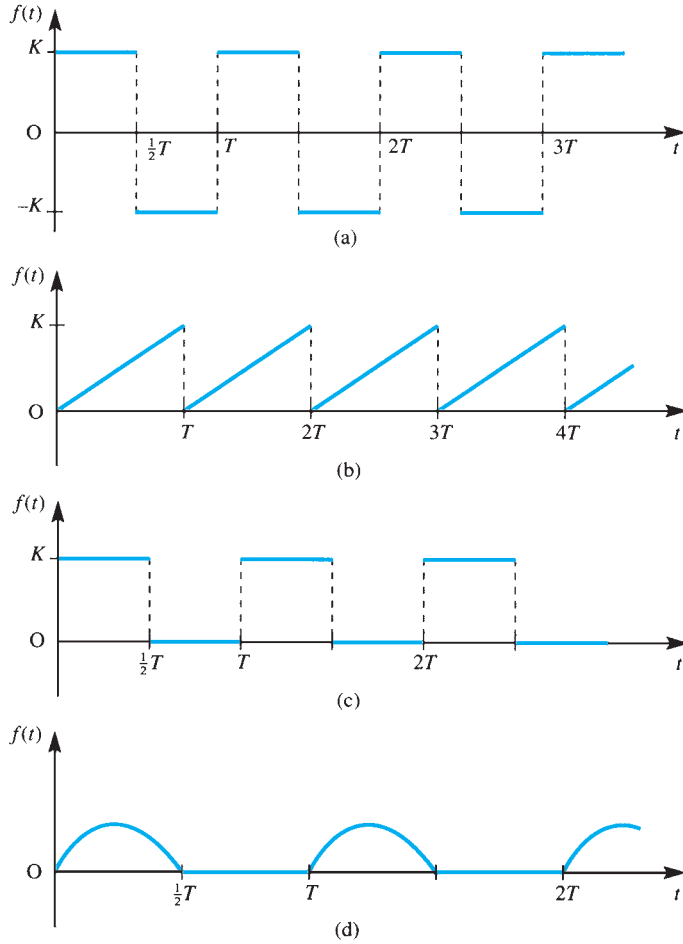 f(t)
K
O
½T T 2T 3T t
–K
(a)
f(t)
K
O
T 2T 3T 4T t
(b)
f(t)
K
O
½T T 2T t
(c)
f(t)
O
½T T 2T t
(d)